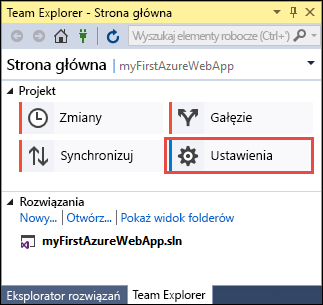 Team Explorer - Strona główna
Wyszukaj elementy robocze (Ctrl+')
Strona główna | myFirstAzureWebApp
Projekt
Zmiany
Gałęzie
Synchronizuj
Ustawienia
Rozwiązania
Nowy... | Otwórz... | Pokaż widok folderów
myFirstAzureWebApp.sln
Eksplorator rozwiązań
Team Explorer